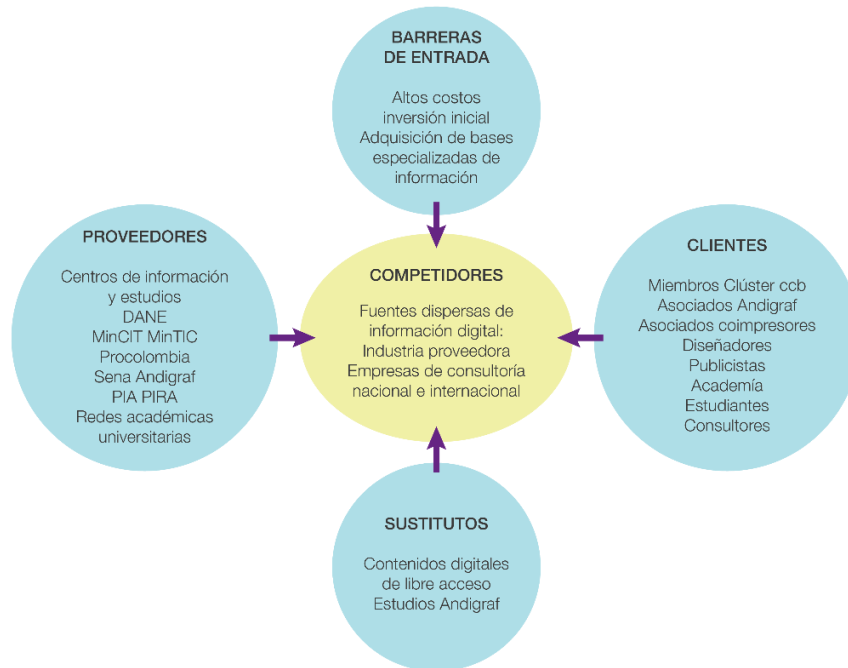 BARRERAS
DE ENTRADA
Altos costos
inversión inicial
Adquisición de bases
especializadas de
información
PROVEEDORES
Centros de información
y estudios
DANE
MinCIT MinTIC
Procolombia
Sena Andigraf
PIA PIRA
Redes académicas
universitarias
COMPETIDORES
Fuentes dispersas de
información digital:
Industria proveedora
Empresas de consultoría
nacional e internacional
CLIENTES
Miembros Clúster ccb
Asociados Andigraf
Asociados coimpresores
Diseñadores
Publicistas
Academía
Estudiantes
Consultores
SUSTITUTOS
Contenidos digitales
de libre acceso
Estudios Andigraf